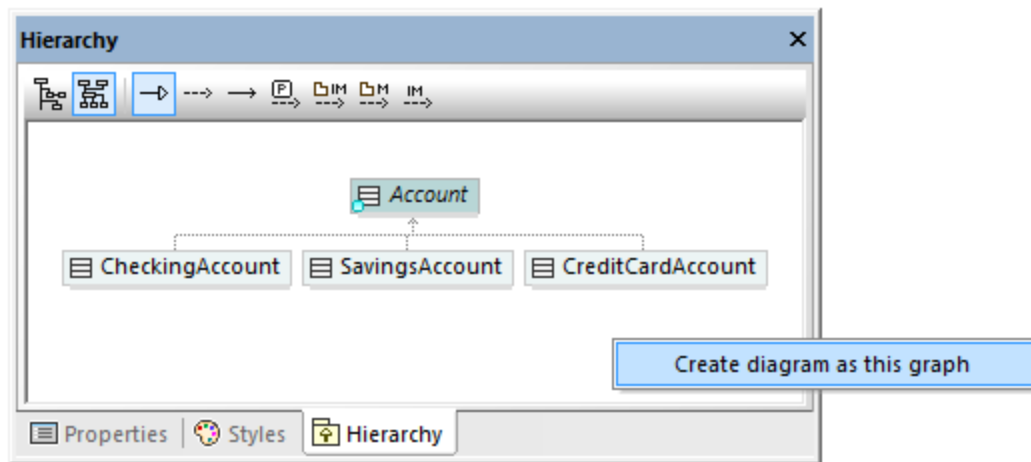 Hierarchy
P IM M IM
Account
CheckingAccount SavingsAccount CreditCardAccount
Create diagram as this graph
Properties Styles Hierarchy